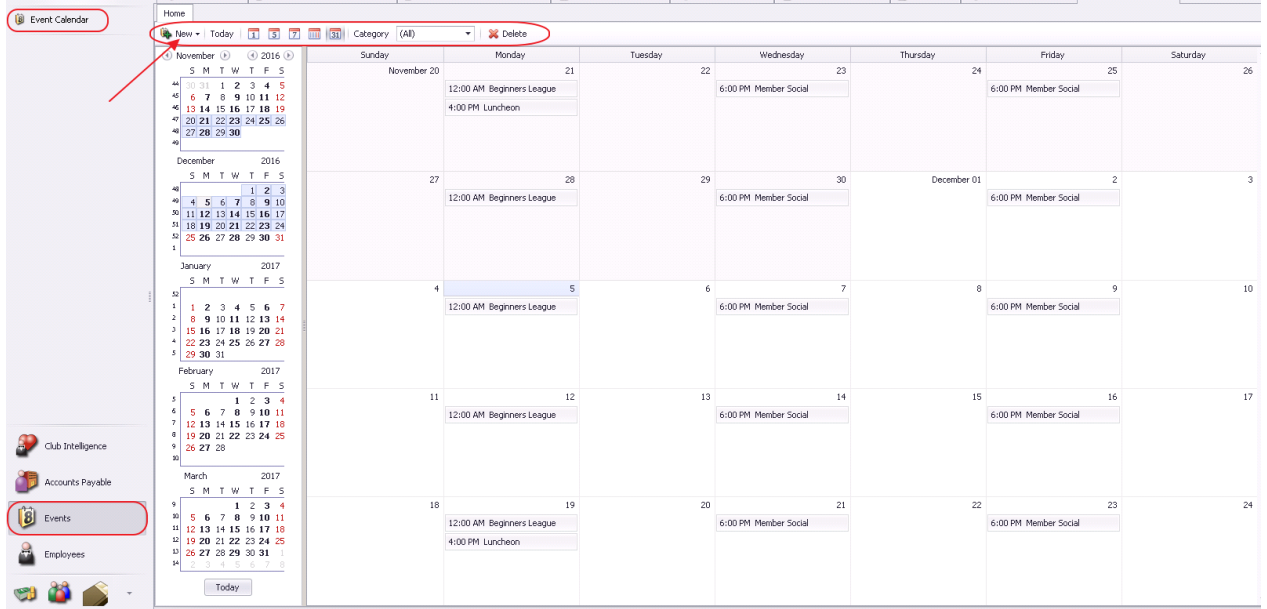 Event Calendar
Home
New Today 1 5 7 31 Category (All) Delete
November 2016
S M T W T F S
44 30 31 1 2 3 4 5
45 6 7 8 9 10 11 12
46 13 14 15 16 17 18 19
47 20 21 22 23 24 25 26
48 27 28 29 30
49
December 2016
S M T W T F S
48 1 2 3
49 4 5 6 7 8 9 10
50 11 12 13 14 15 16 17
51 18 19 20 21 22 23 24
52 25 26 27 28 29 30 31
1
January 2017
S M T W T F S
52
1 1 2 3 4 5 6 7
2 8 9 10 11 12 13 14
3 15 16 17 18 19 20 21
4 22 23 24 25 26 27 28
5 29 30 31
February 2017
S M T W T F S
5 1 2 3 4
6 5 6 7 8 9 10 11
7 12 13 14 15 16 17 18
8 19 20 21 22 23 24 25
9 26 27 28
10
March 2017
S M T W T F S
9 1 2 3 4
10 5 6 7 8 9 10 11
11 12 13 14 15 16 17 18
12 19 20 21 22 23 24 25
13 26 27 28 29 30 31 1
14 2 3 4 5 6 7 8
Today
Sunday Monday Tuesday Wednesday Thursday Friday Saturday
November 20 21 22 23 24 25 26
12:00 AM Beginners League 6:00 PM Member Social 6:00 PM Member Social
4:00 PM Luncheon
27 28 29 30 December 01 2 3
12:00 AM Beginners League 6:00 PM Member Social 6:00 PM Member Social
4 5 6 7 8 9 10
12:00 AM Beginners League 6:00 PM Member Social 6:00 PM Member Social
11 12 13 14 15 16 17
12:00 AM Beginners League 6:00 PM Member Social 6:00 PM Member Social
18 19 20 21 22 23 24
12:00 AM Beginners League 6:00 PM Member Social 6:00 PM Member Social
4:00 PM Luncheon
Club Intelligence
Accounts Payable
8 Events
Employees